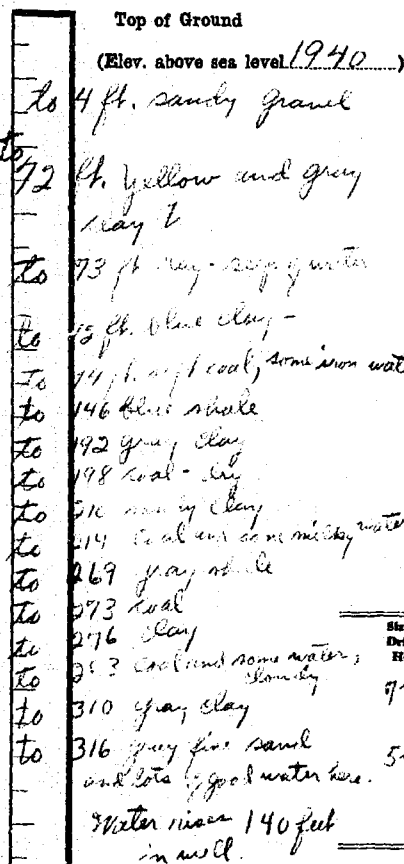 Top of Ground
(Elev. above sea level 1940)
to 4 ft. sandy gravel
to 72 ft. Yellow and gray
clay
to 73 ft water
to ft. blue clay -
To coal, some iron wat
to 146 blue shale
to 192 gray clay
to 198 coal - dry
to clay
to 214 coal some milky water
to 269 gray shale
to 273 coal
to 276 clay
to coal and some water,
cloudy
to 310 gray clay
to 316 grey fine sand
and lots of good water here.
Water rises 140 feet
in well.